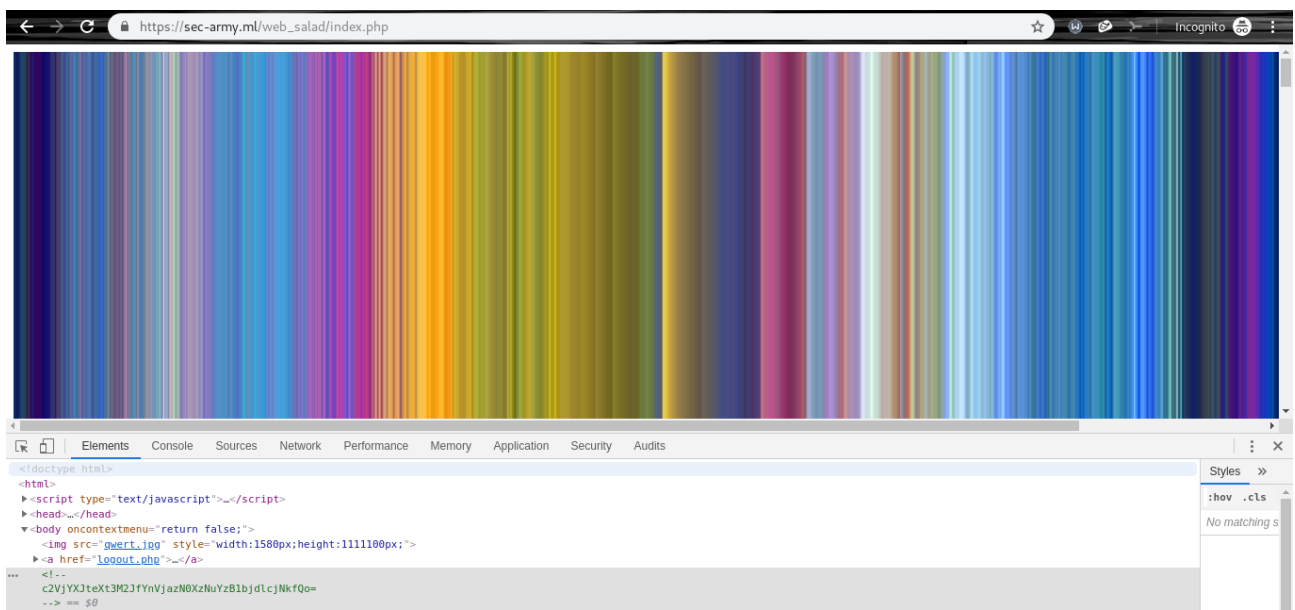 https://sec-army.ml/web_salad/index.php
Incognito
Elements Console Sources Network Performance Memory Application Security Audits
<!doctype html>
<html>
<script type="text/javascript">…</script>
<head>…</head>
<body oncontextmenu="return false;">
<img src="qwert.jpg" style="width:1580px;height:1111100px;">
<a href="logout.php">…</a>
<!--
c2VjYXJteXt3M2JfYnVjazN0XzNuYzB1bjdlcjNkfQo=
--> == $0
Styles »
:hov .cls
No matching s